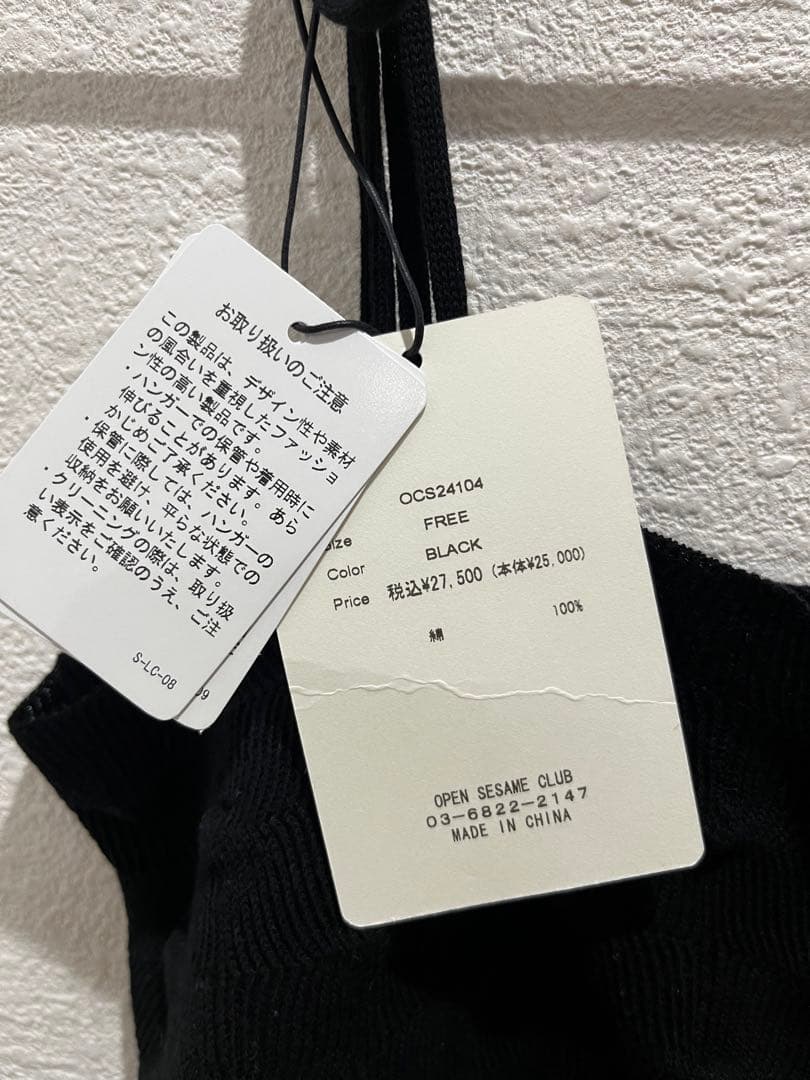 お取り扱いのご注意
この製品は、デザイン性や素材
の風合いを重視したファッショ
ン性の高い製品です。
・ハンガーでの保管や着用時に
伸びることがあります。あら
かじめご了承ください。
・保管に際しては、ハンガーの
使用を避け、平らな状態での
収納をお願いいたします。
・クリーニングの際は、取り扱
い表示をご確認のうえ、ご注
意ください。
S-LC-08
OCS24104
FREE
Color BLACK
Price 税込¥27,500 (本体¥25,000)
綿 100%
OPEN SESAME CLUB
03-6822-2147
MADE IN CHINA